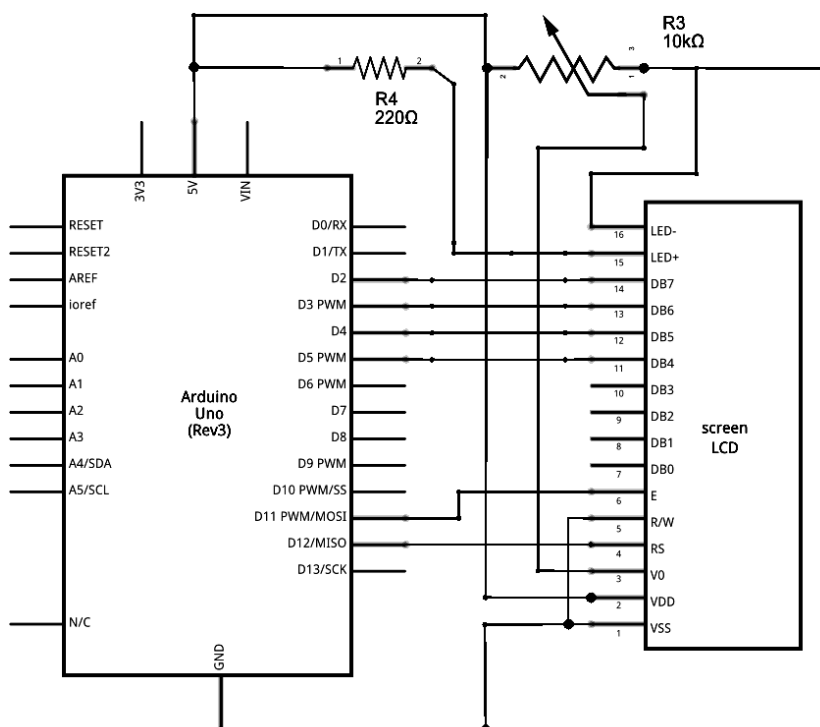 R3
10kΩ
3
1
2
2
1
R4
220Ω
3V3
5V
VIN
RESET
RESET2
AREF
ioref
A0
A1
A2
A3
A4/SDA
A5/SCL
N/C
Arduino
Uno
(Rev3)
D0/RX
D1/TX
D2
D3 PWM
D4
D5 PWM
D6 PWM
D7
D8
D9 PWM
D10 PWM/SS
D11 PWM/MOSI
D12/MISO
D13/SCK
GND
16 LED-
15 LED+
14 DB7
13 DB6
12 DB5
11 DB4
10 DB3
9 DB2
8 DB1
7 DB0
6 E
5 R/W
4 RS
3 V0
2 VDD
1 VSS
screen
LCD